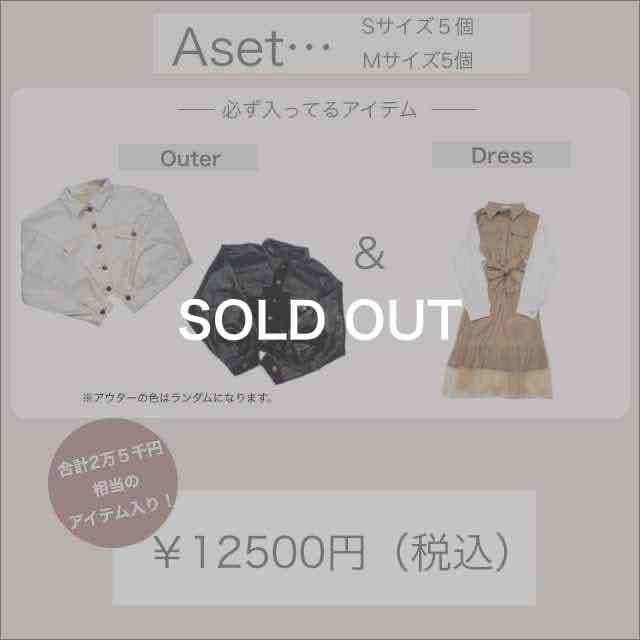 Aset…
Sサイズ５個
Mサイズ5個
必ず入ってるアイテム
Outer
Dress
&
SOLD OUT
※アウターの色はランダムになります。
合計2万５千円
相当の
アイテム入り！
￥12500円（税込）